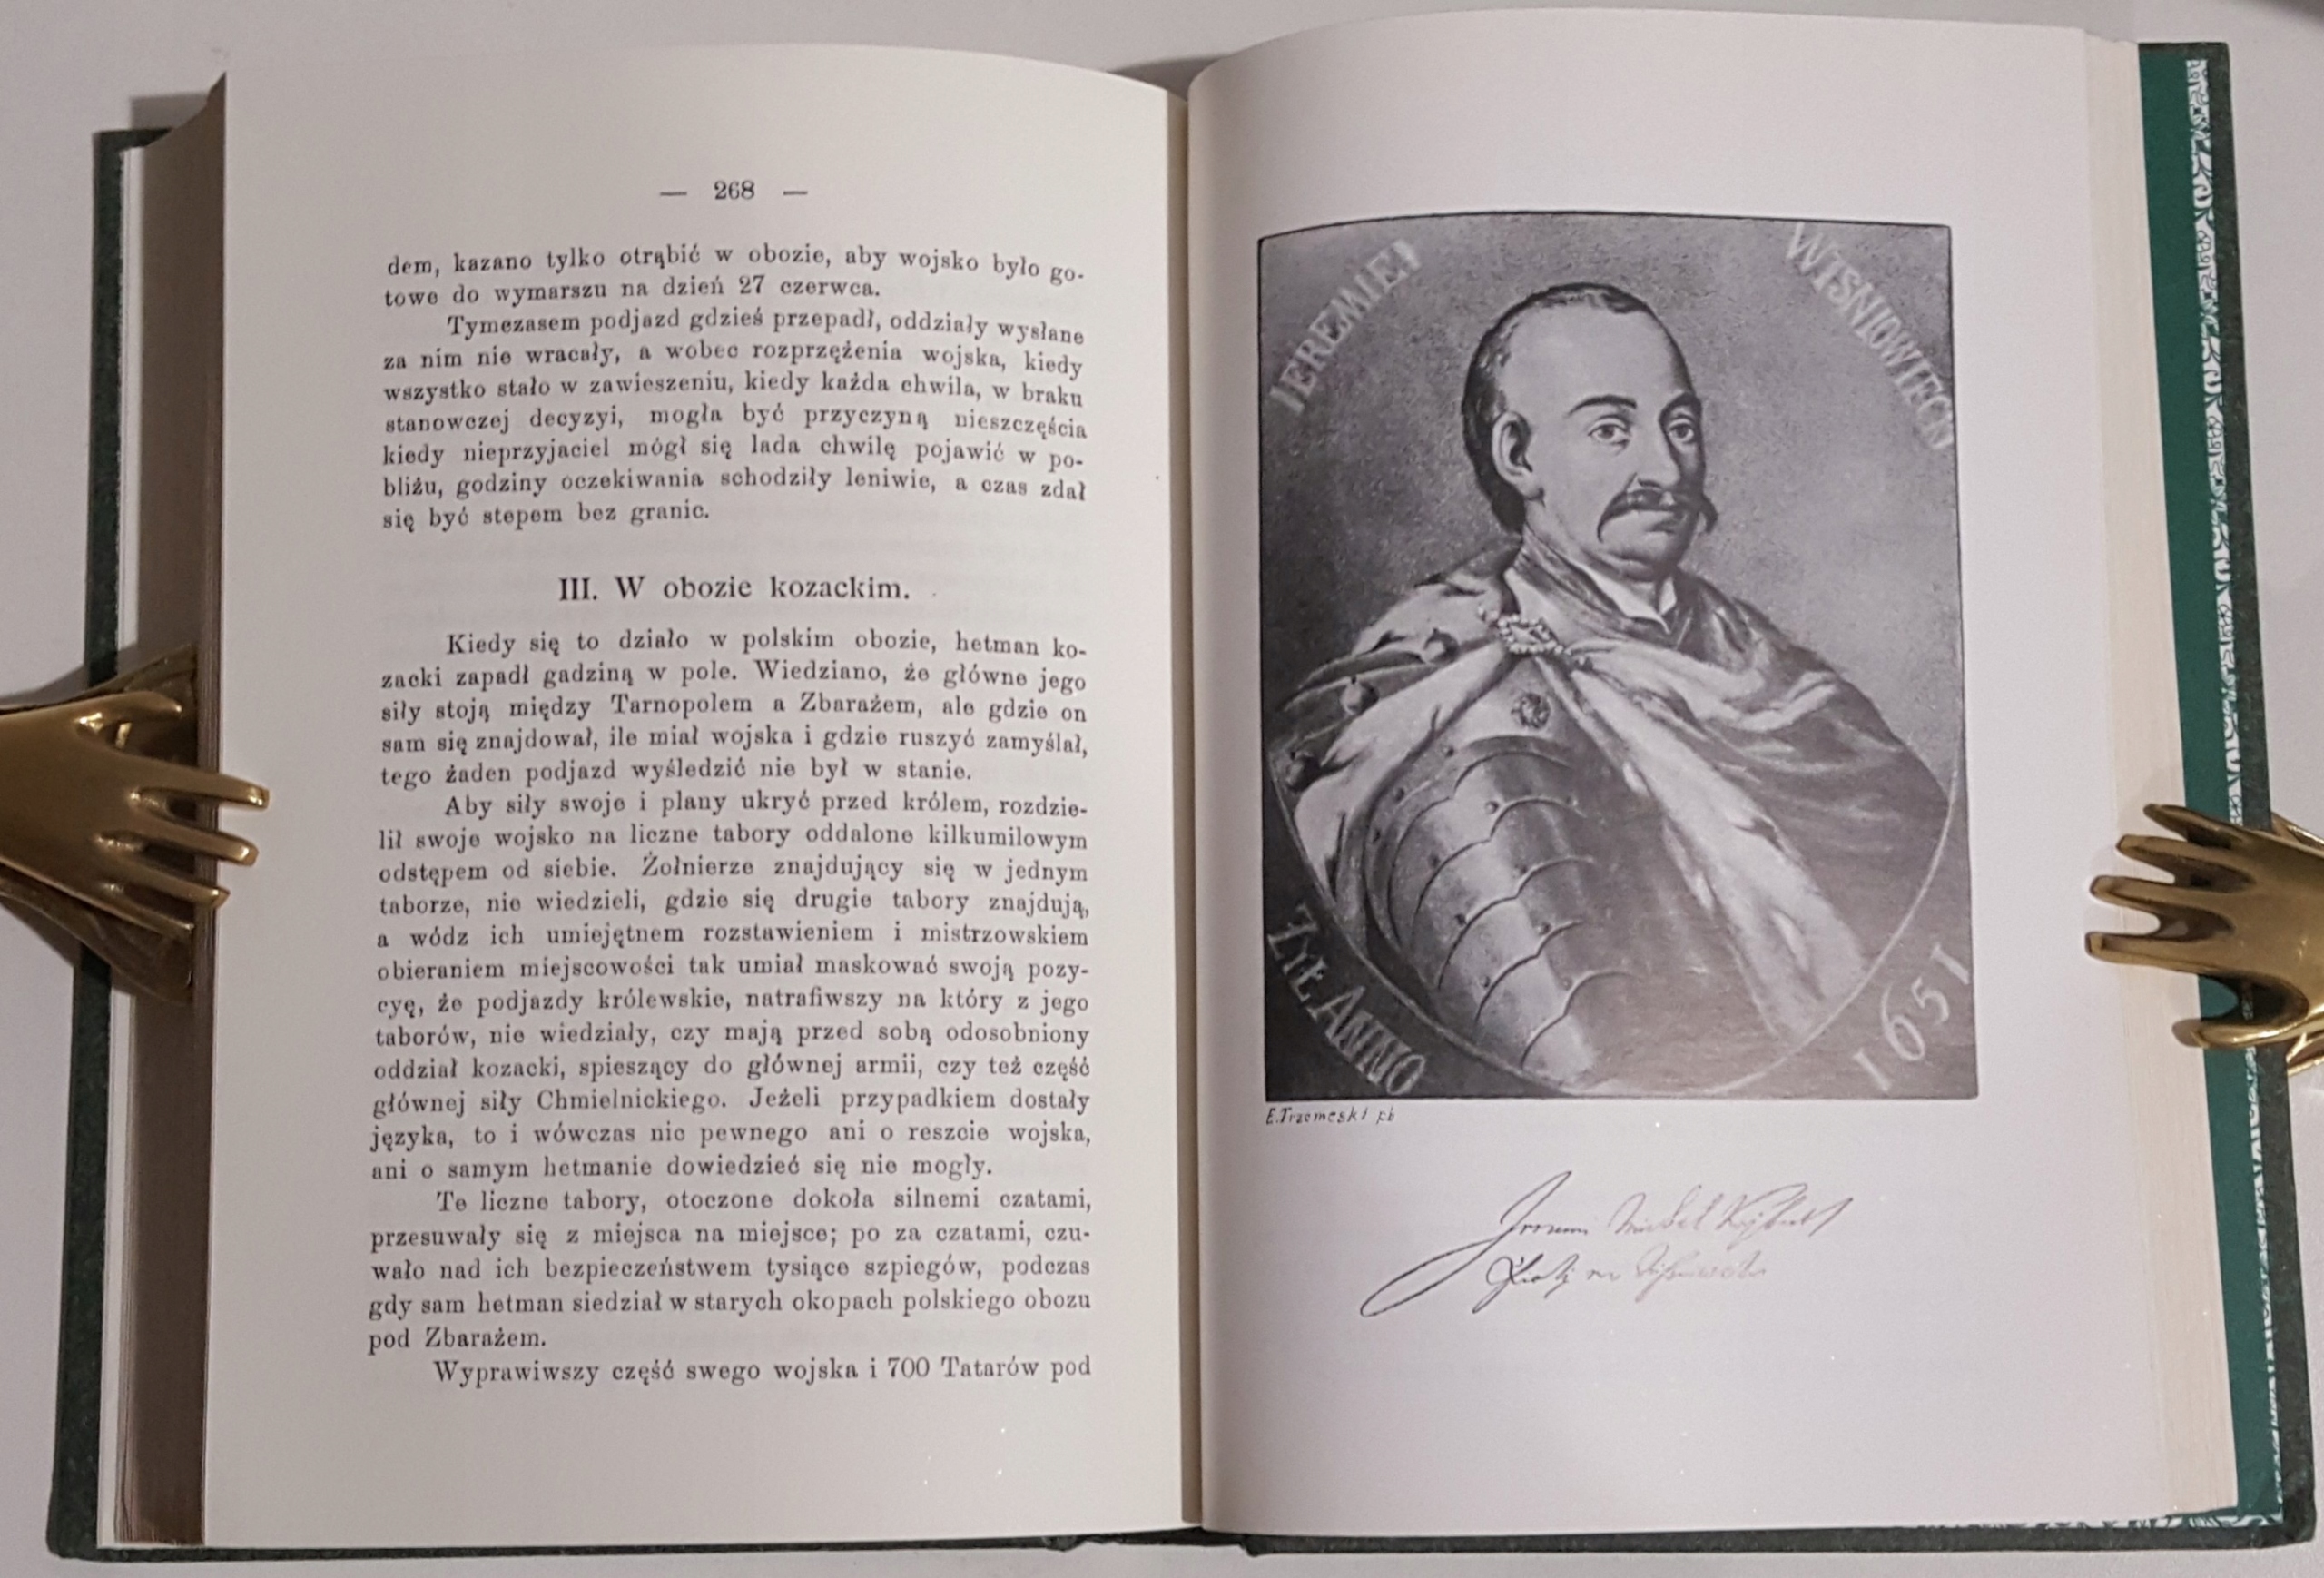 — 268 —
dem, kazano tylko otrąbić w obozie, aby wojsko było go-
towe do wymarszu na dzień 27 czerwca.
Tymczasem podjazd gdzieś przepadł, oddziały wysłane
za nim nie wracały, a wobec rozprzężenia wojska, kiedy
wszystko stało w zawieszeniu, kiedy każda chwila, w braku
stanowczej decyzyi, mogła być przyczyną nieszczęścia
kiedy nieprzyjaciel mógł się lada chwilę pojawić w po-
bliżu, godziny oczekiwania schodziły leniwie, a czas zdał
się być stepem bez granic.
III. W obozie kozackim.
Kiedy się to działo w polskim obozie, hetman ko-
zacki zapadł gadziną w pole. Wiedziano, że główne jego
siły stoją między Tarnopolem a Zbarażem, ale gdzie on
sam się znajdował, ile miał wojska i gdzie ruszyć zamyślał,
tego żaden podjazd wyśledzić nie był w stanie.
Aby siły swoje i plany ukryć przed królem, rozdzie-
lił swoje wojsko na liczne tabory oddalone kilkumilowym
odstępem od siebie. Żołnierze znajdujący się w jednym
taborze, nie wiedzieli, gdzie się drugie tabory znajdują,
a wódz ich umiejętnem rozstawieniem i mistrzowskiem
obieraniem miejscowości tak umiał maskować swoją pozy-
cyę, że podjazdy królewskie, natrafiwszy na który z jego
taborów, nie wiedziały, czy mają przed sobą odosobniony
oddział kozacki, spieszący do głównej armii, czy też część
głównej siły Chmielnickiego. Jeżeli przypadkiem dostały
języka, to i wówczas nic pewnego ani o reszcie wojska,
ani o samym hetmanie dowiedzieć się nie mogły.
Te liczne tabory, otoczone dokoła silnemi czatami,
przesuwały się z miejsca na miejsce; po za czatami, czu-
wało nad ich bezpieczeństwem tysiące szpiegów, podczas
gdy sam hetman siedział w starych okopach polskiego obozu
pod Zbarażem.
Wyprawiwszy część swego wojska i 700 Tatarów pod
IEREMIEJ
WISNIOWIECKI
ŻYŁ ANNO
1651
E. Trzemeski